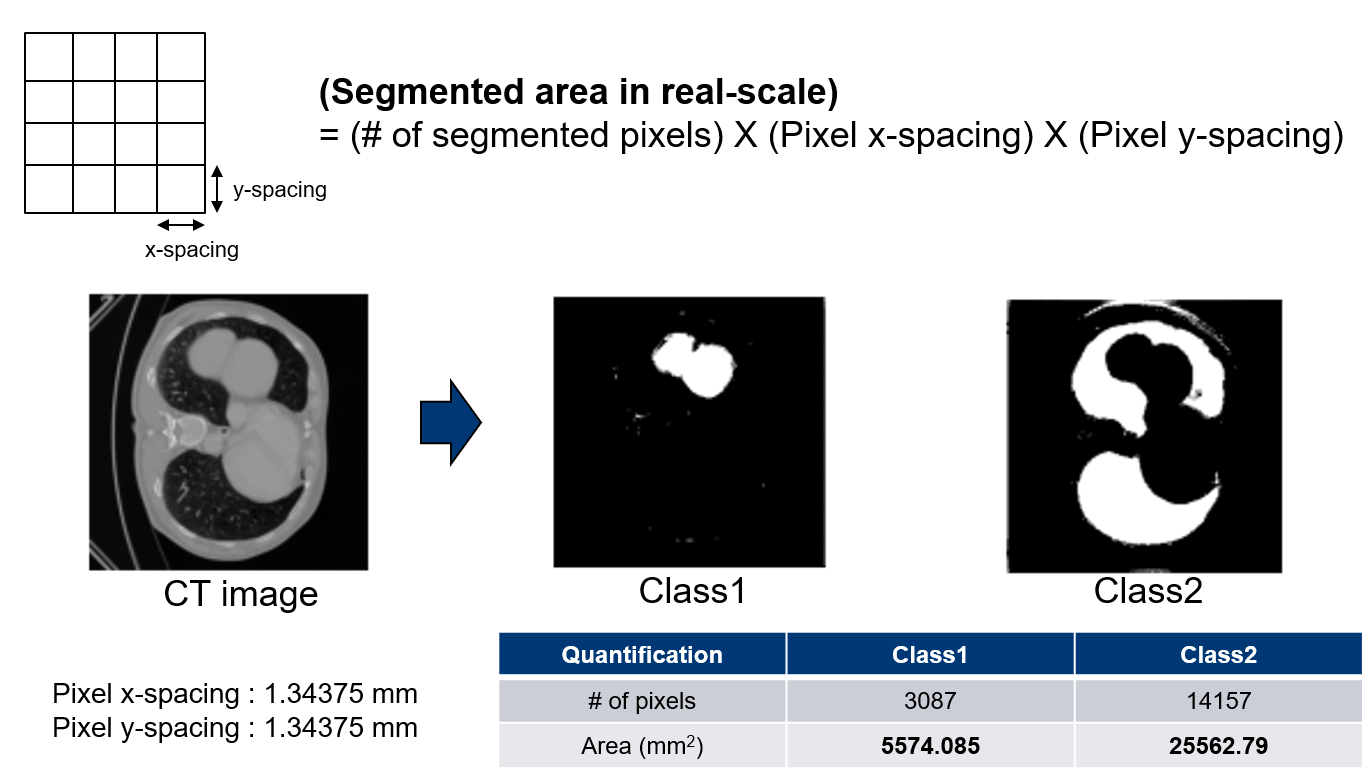 (Segmented area in real-scale)
= (# of segmented pixels) X (Pixel x-spacing) X (Pixel y-spacing)
y-spacing
x-spacing
CT image
Class1
Class2
Pixel x-spacing : 1.34375 mm
Pixel y-spacing : 1.34375 mm
Quantification Class1 Class2
# of pixels 3087 14157
Area (mm²) 5574.085 25562.79